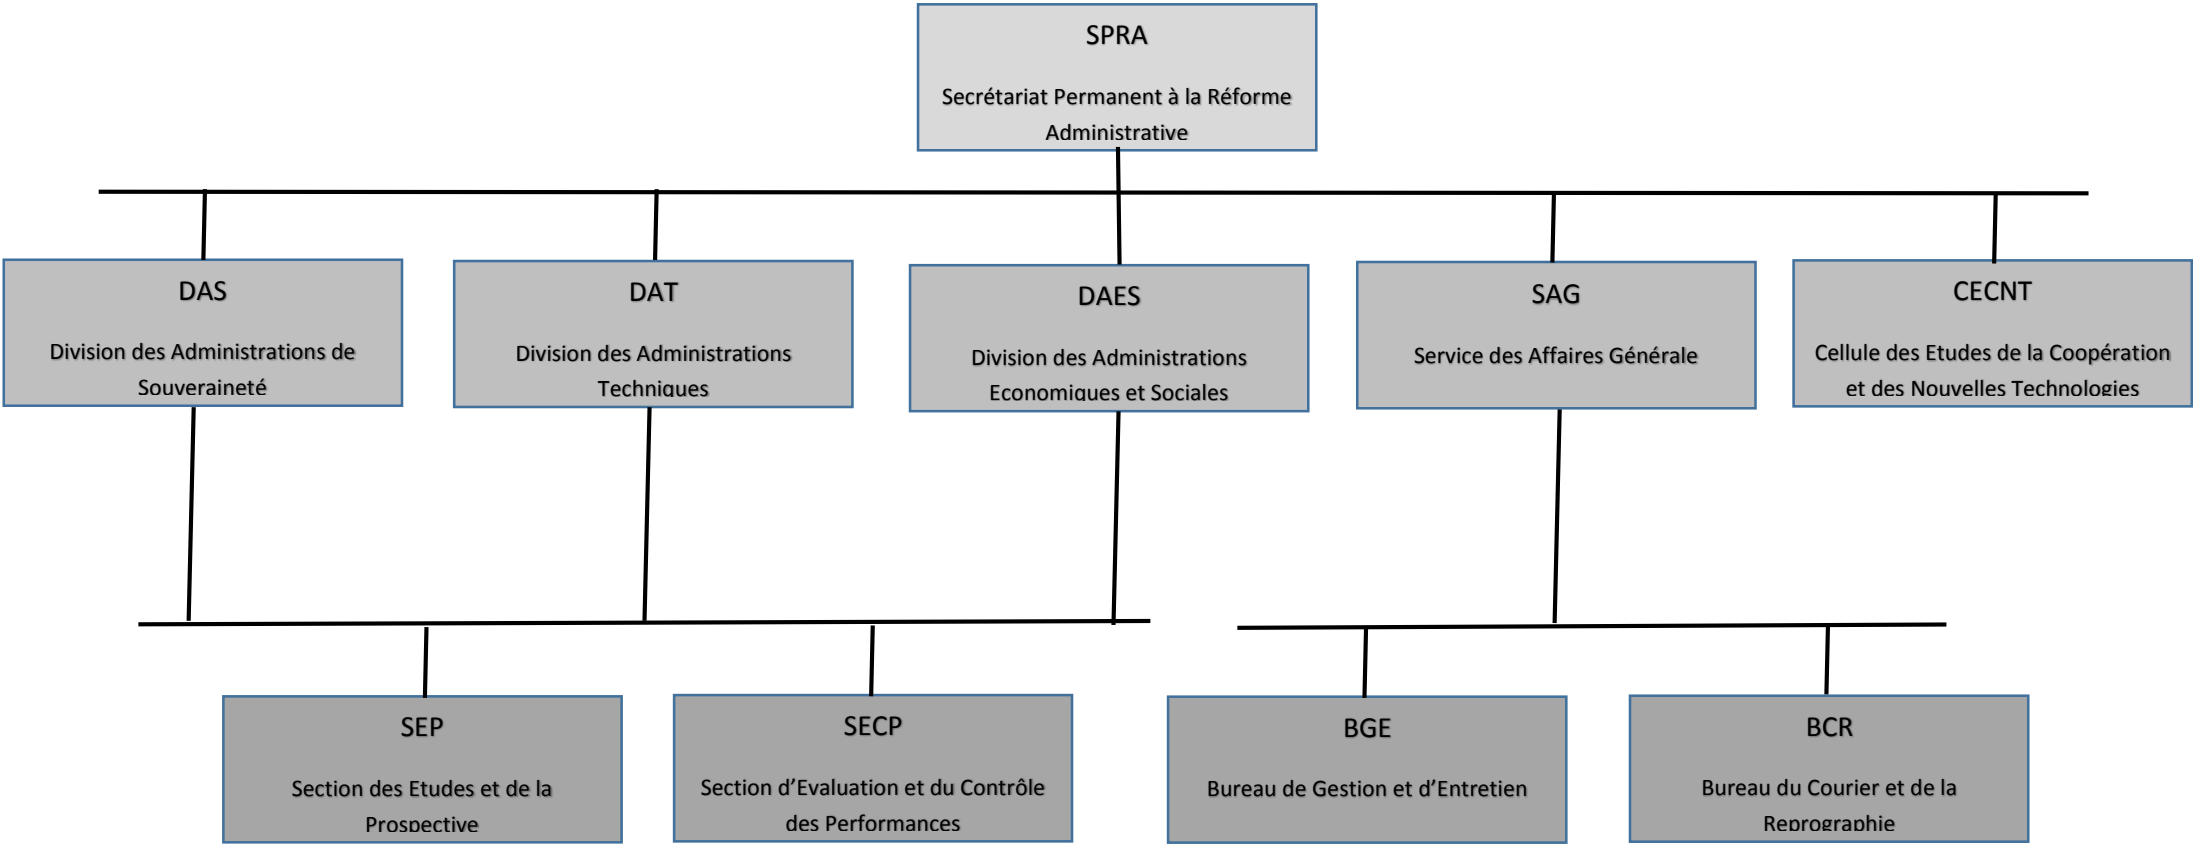 SPRA
Secrétariat Permanent à la Réforme
Administrative
DAS
Division des Administrations de
Souveraineté
DAT
Division des Administrations
Techniques
DAES
Division des Administrations
Economiques et Sociales
SAG
Service des Affaires Générale
CECNT
Cellule des Etudes de la Coopération
et des Nouvelles Technologies
SEP
Section des Etudes et de la
Prospective
SECP
Section d’Evaluation et du Contrôle
des Performances
BGE
Bureau de Gestion et d’Entretien
BCR
Bureau du Courier et de la
Reprographie